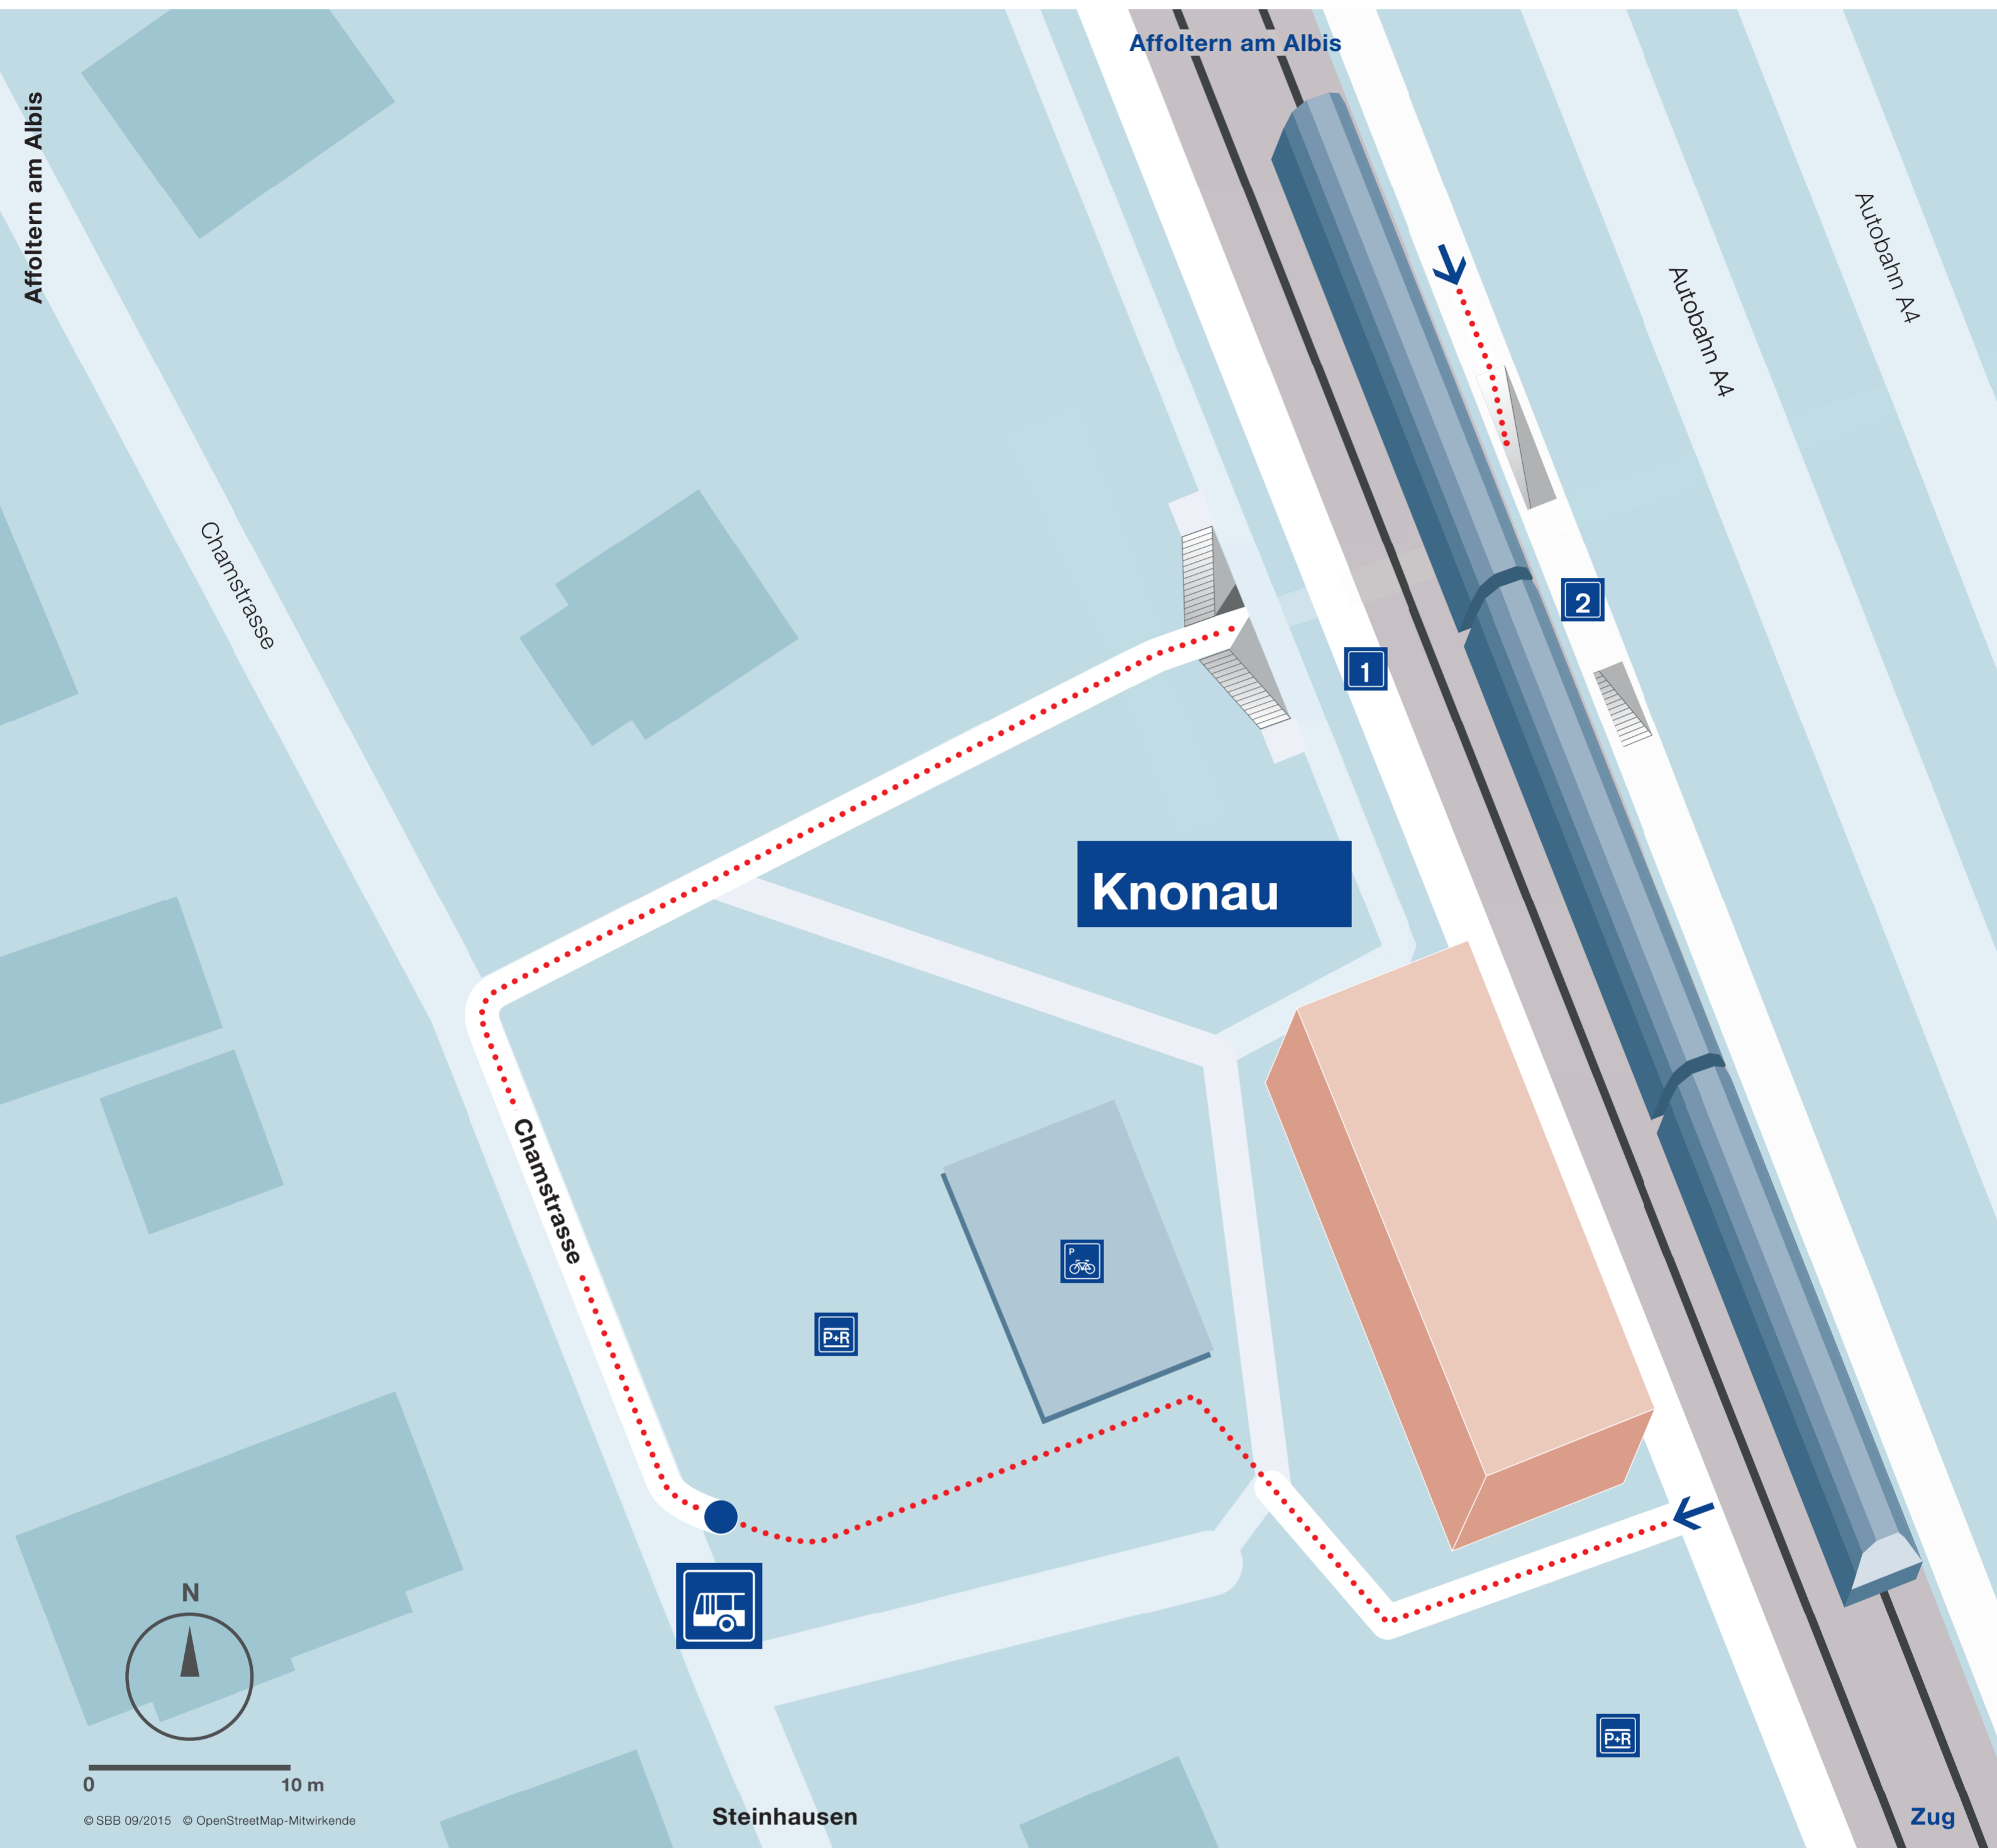 Affoltern am Albis
Affoltern am Albis
Autobahn A4
Autobahn A4
Chamstrasse
2
1
Knonau
Chamstrasse
P
P+R
N
P+R
0 10 m
© SBB 09/2015 © OpenStreetMap-Mitwirkende
Steinhausen
Zug